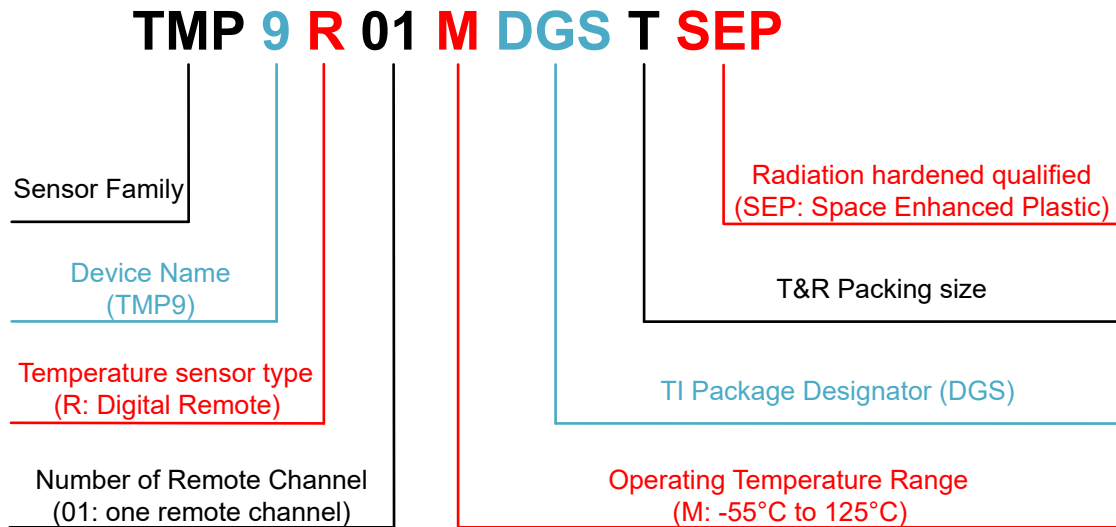 TMP 9 R 01 M DGS T SEP
Sensor Family
Device Name
(TMP9)
Temperature sensor type
(R: Digital Remote)
Number of Remote Channel
(01: one remote channel)
Radiation hardened qualified
(SEP: Space Enhanced Plastic)
T&R Packing size
TI Package Designator (DGS)
Operating Temperature Range
(M: -55°C to 125°C)